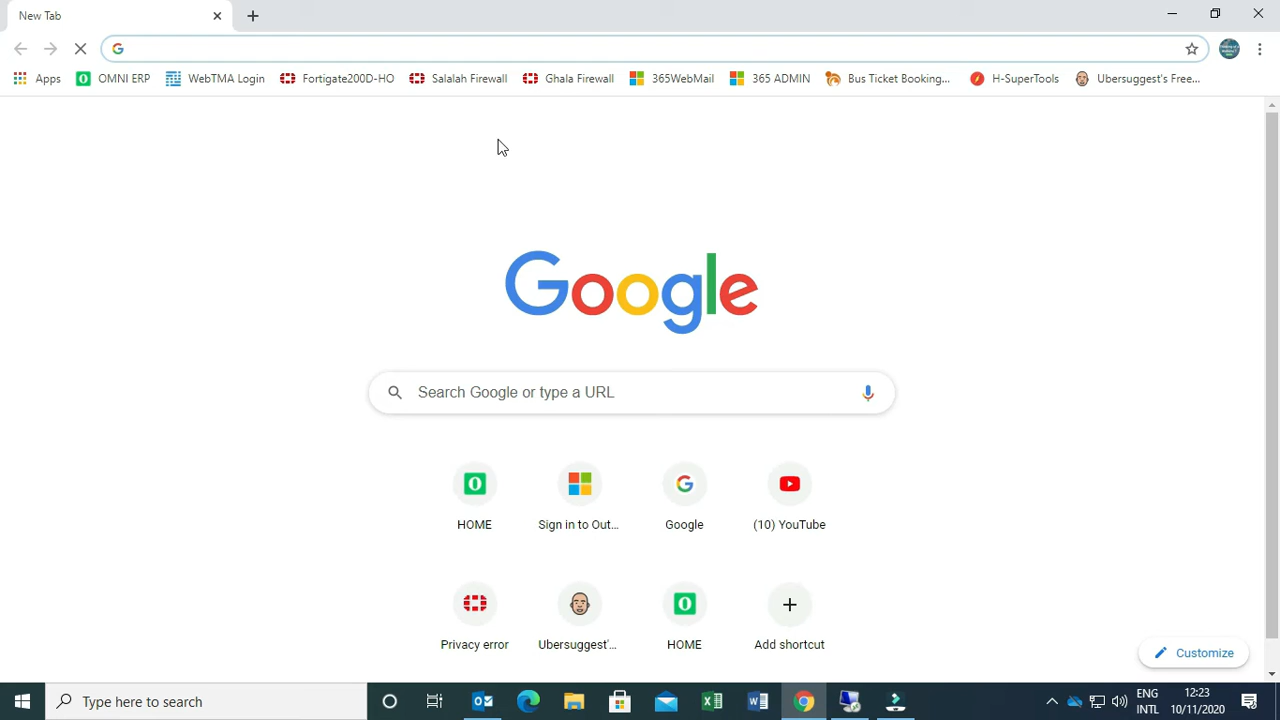 New Tab
Apps OMNI ERP WebTMA Login Fortigate200D-HO Salalah Firewall Ghala Firewall 365WebMail 365 ADMIN Bus Ticket Booking... H-SuperTools Ubersuggest's Free...
Google
Search Google or type a URL
HOME Sign in to Out... Google (10) YouTube
Privacy error Ubersuggest'... HOME Add shortcut
Customize
Type here to search
ENG 12:23
INTL 10/11/2020